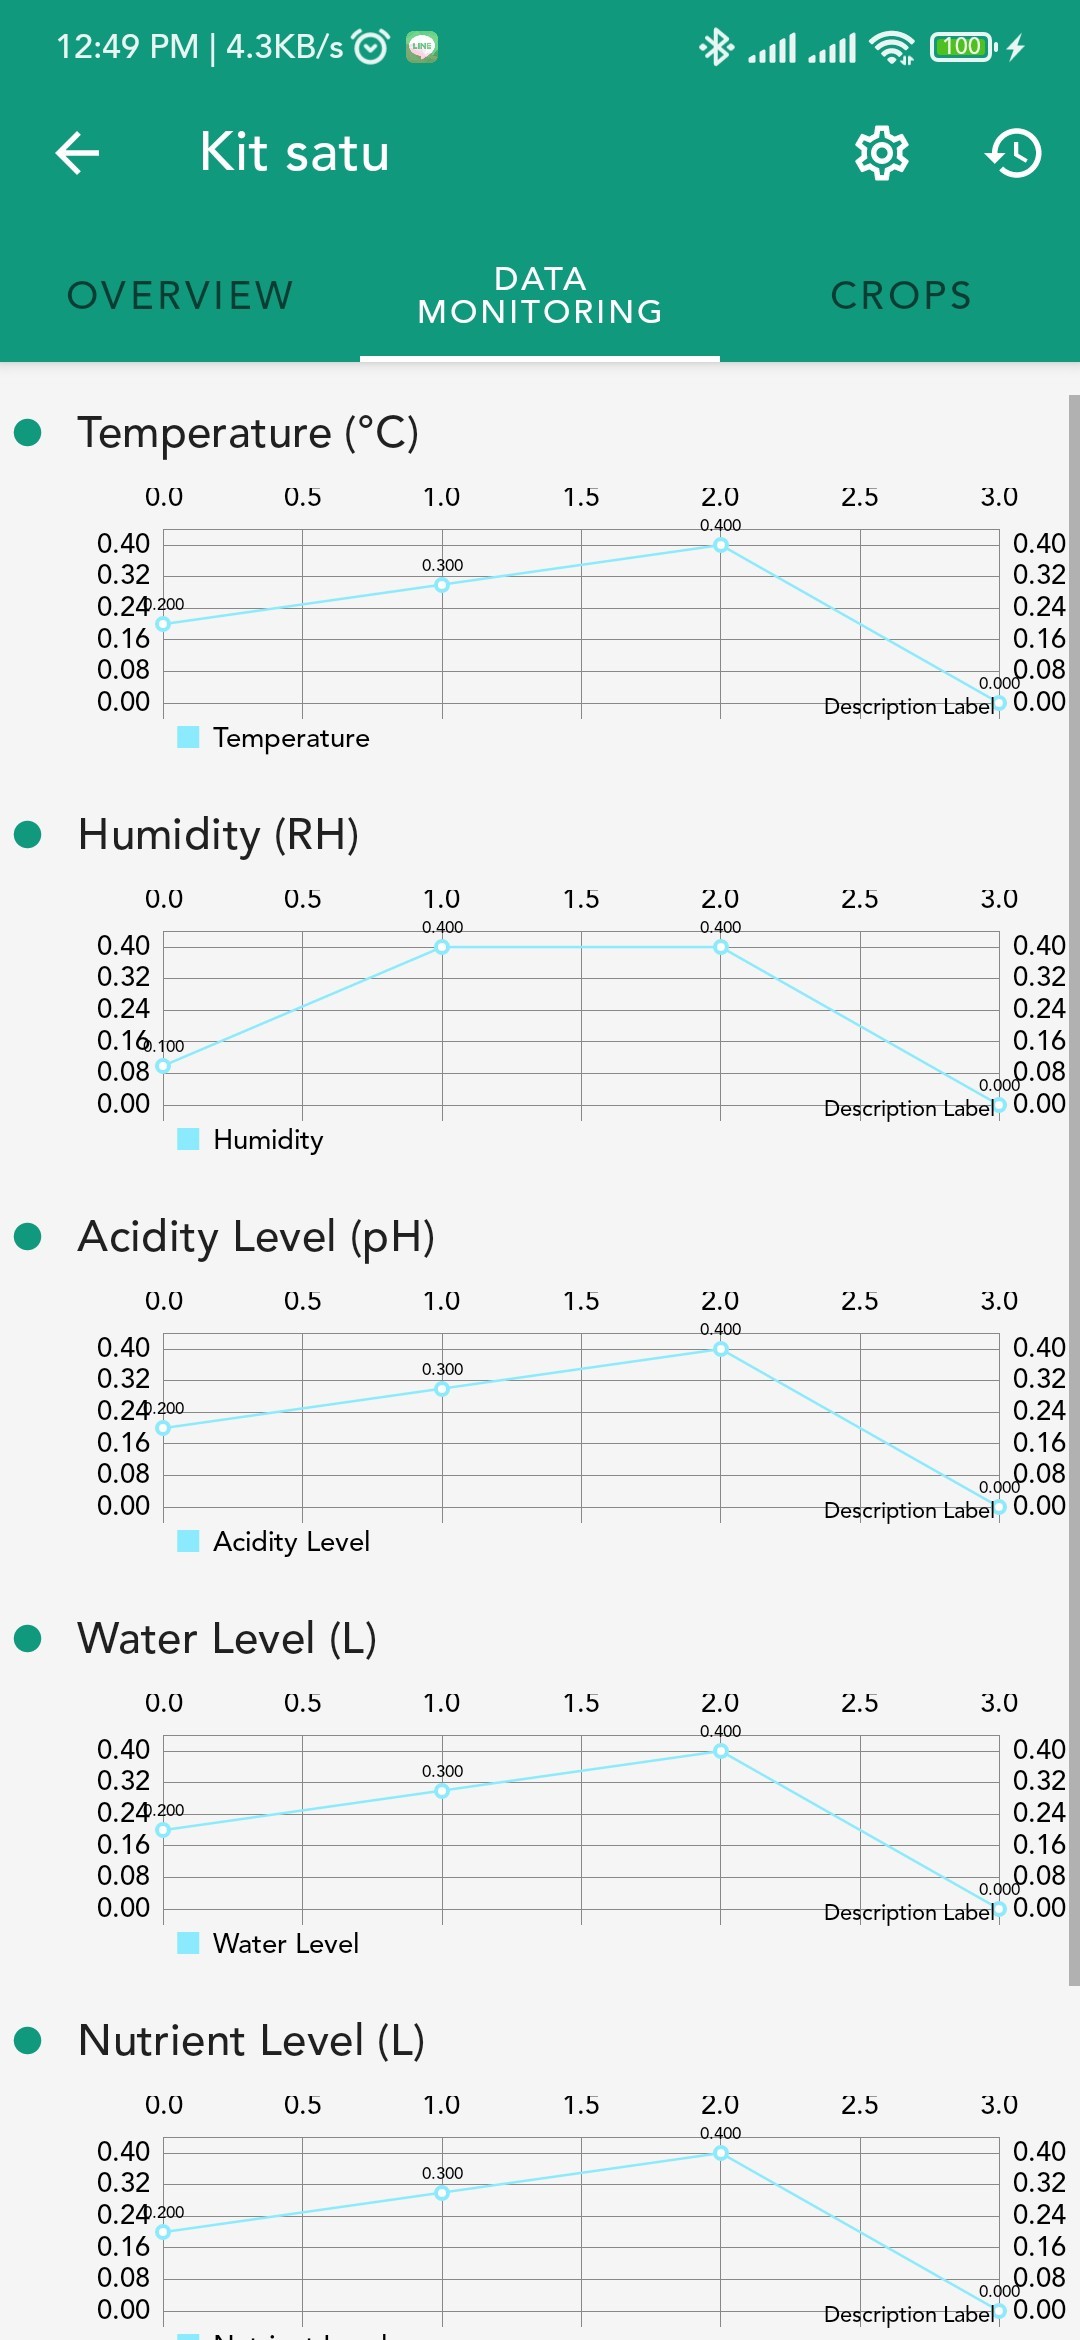 12:49 PM | 4.3KB/s LINE 100
Kit satu
OVERVIEW
DATA
MONITORING
CROPS
Temperature (°C)
0.0 0.5 1.0 1.5 2.0 2.5 3.0
0.400
0.40 0.40
0.300
0.32 0.32
0.24 0.200 0.24
0.16 0.16
0.08 0.08
0.000
0.00 Description Label 0.00
Temperature
Humidity (RH)
0.0 0.5 1.0 1.5 2.0 2.5 3.0
0.400 0.400
0.40 0.40
0.32 0.32
0.24 0.24
0.16 0.100 0.16
0.08 0.08
0.000
0.00 Description Label 0.00
Humidity
Acidity Level (pH)
0.0 0.5 1.0 1.5 2.0 2.5 3.0
0.400
0.40 0.40
0.300
0.32 0.32
0.24 0.200 0.24
0.16 0.16
0.08 0.08
0.000
0.00 Description Label 0.00
Acidity Level
Water Level (L)
0.0 0.5 1.0 1.5 2.0 2.5 3.0
0.400
0.40 0.40
0.300
0.32 0.32
0.24 0.200 0.24
0.16 0.16
0.08 0.08
0.000
0.00 Description Label 0.00
Water Level
Nutrient Level (L)
0.0 0.5 1.0 1.5 2.0 2.5 3.0
0.400
0.40 0.40
0.300
0.32 0.32
0.24 0.200 0.24
0.16 0.16
0.08 0.08
0.000
0.00 Description Label 0.00